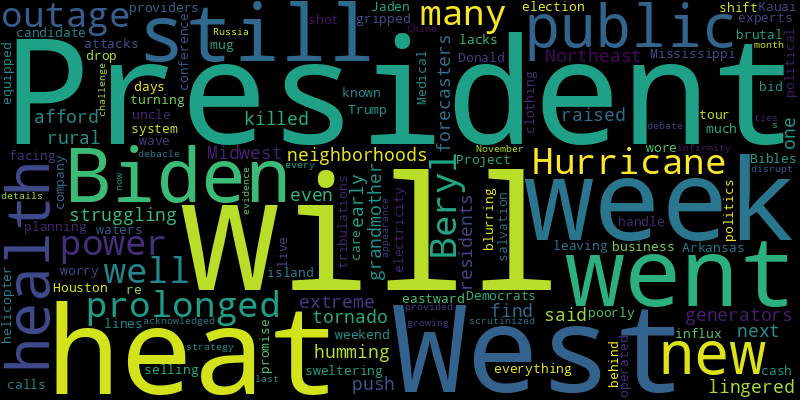 outage
providers
still
Jaden
gripped
shot
China
many
election
shift
Kauai
public
experts
candidate
attacks
drop
conference
Russia
mug
President
lacks
Donald
Northeast
Mississippi
brutal
month
political
equipped
challenge
days
turning
uncle
system
wave
debacle
afford
rural
killed
known
Trump
Medical
forecasters
clothing
raised
tour
much
bid
ties
s
one
debate
wore
infirmity
November
Project
facing
Midwest
neighborhoods
every
Hurricane
Bibles
disrupt
Biden
company
details
now
evidence
even
Will
tribulations
care
early
appearance
grandmother
electricity
Beryl
residents
blurring
salvation
week
politics
handle
health
struggling
planning
waters
power
worry
well
live
island
leaving
business
Arkansas
went
helicopter
Houston
re
prolonged
extreme
eastward
Democrats
provided
tornado
growing
scrutinized
find
said
poorly
generators
influx
next
lines
acknowledged
promise
weekend
humming
strategy
sweltering
calls
selling
last
heat
push
West
everything
behind
operated
new
cash
lingered